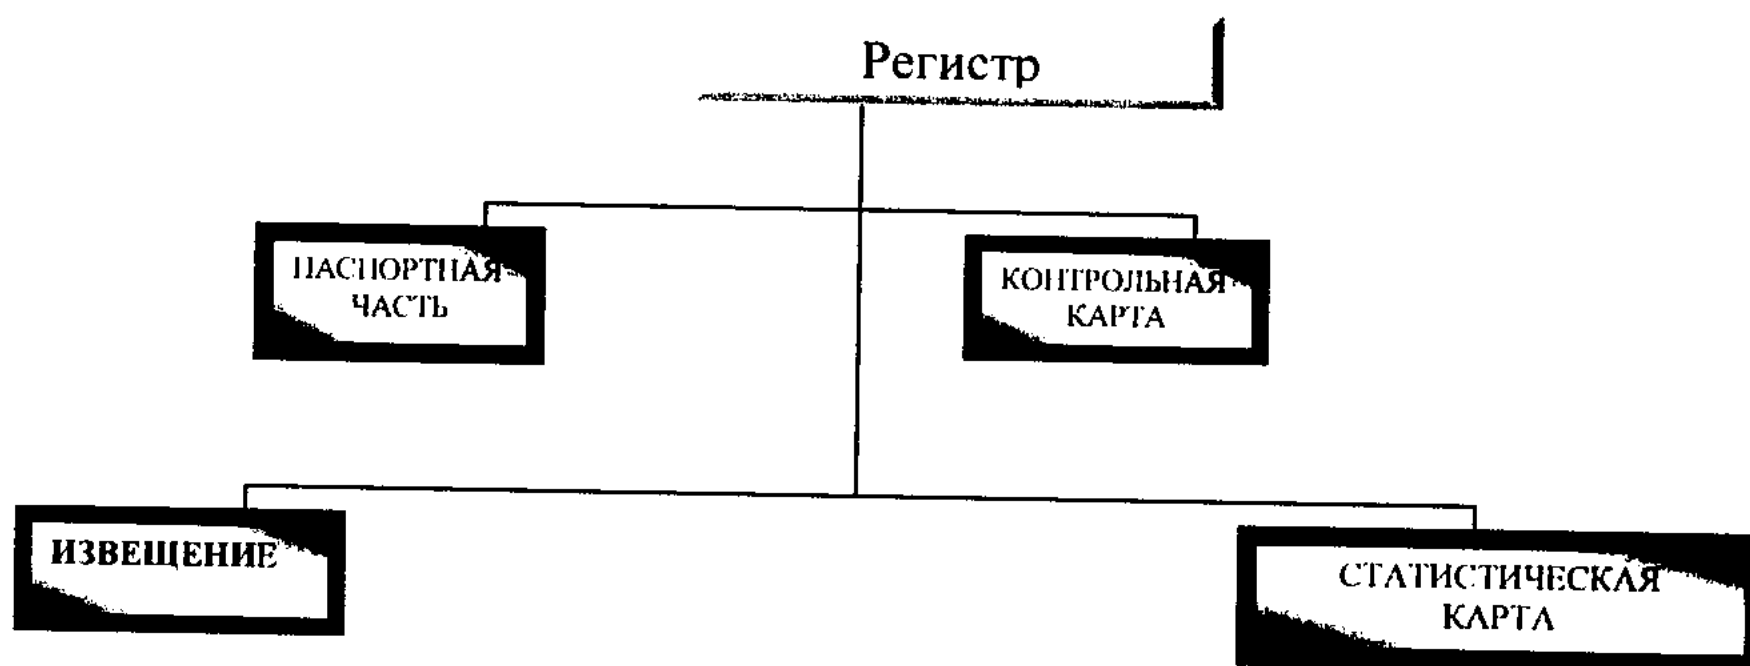 Регистр
ПАСПОРТНАЯ
ЧАСТЬ
КОНТРОЛЬНАЯ
КАРТА
ИЗВЕЩЕНИЕ
СТАТИСТИЧЕСКАЯ
КАРТА